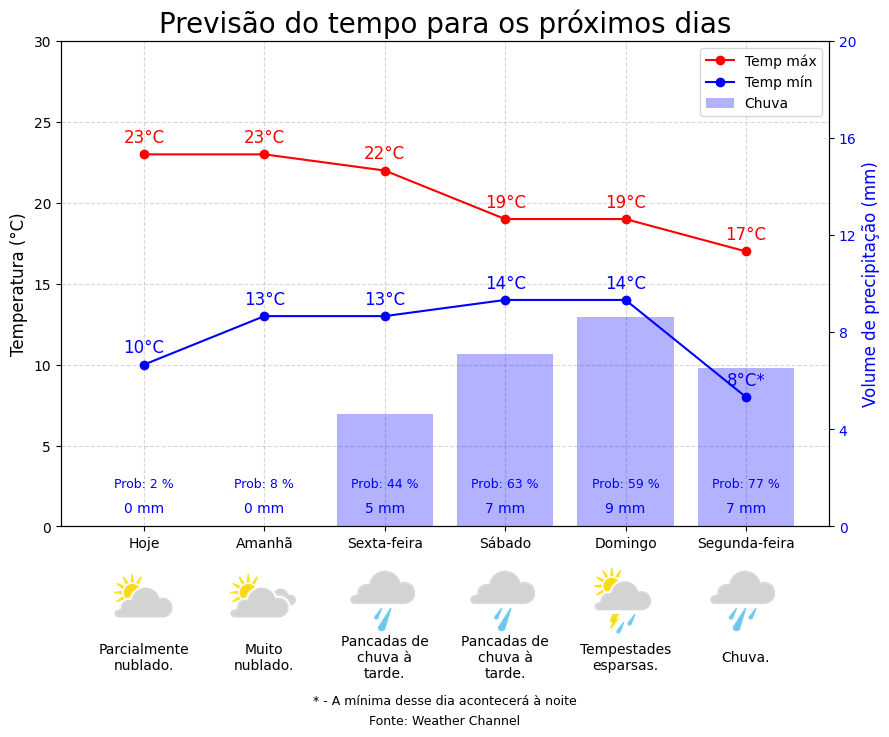 Previsão do tempo para os próximos dias
30
25
20
15
10
5
0
Temperatura (°C)
20
16
12
8
4
0
Volume de precipitação (mm)
Temp máx
Temp mín
Chuva
23°C 23°C 22°C 19°C 19°C 17°C
10°C 13°C 13°C 14°C 14°C 8°C*
Prob: 2 % Prob: 8 % Prob: 44 % Prob: 63 % Prob: 59 % Prob: 77 %
0 mm 0 mm 5 mm 7 mm 9 mm 7 mm
Hoje Amanhã Sexta-feira Sábado Domingo Segunda-feira
Parcialmente
nublado.
Muito
nublado.
Pancadas de
chuva à
tarde.
Pancadas de
chuva à
tarde.
Tempestades
esparsas.
Chuva.
* - A mínima desse dia acontecerá à noite
Fonte: Weather Channel